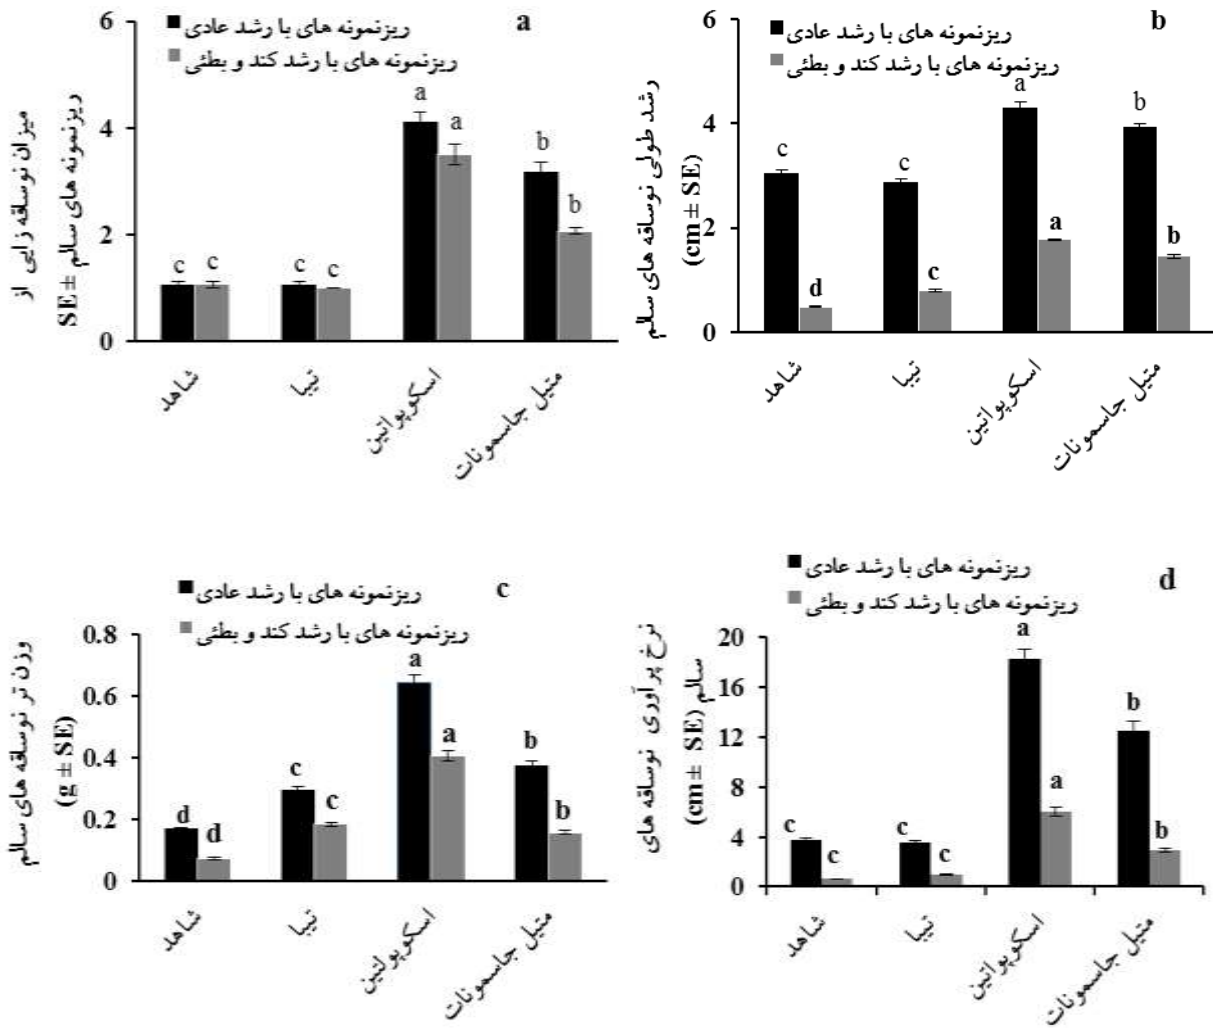 a
ریزنمونه های با رشد عادی
ریزنمونه های با رشد کند و بطئی
میزان نوساقه زایی از
ریزنمونه های سالم ± SE
6
4
2
0
a
a
b
b
c
c
c
c
شاهد
تیبا
اسکوپواتین
متیل جاسمونات
b
ریزنمونه های با رشد عادی
ریزنمونه های با رشد کند و بطئی
رشد طولی نوساقه های سالم
(cm ± SE)
6
4
2
0
c
d
c
c
a
a
b
b
شاهد
تیبا
اسکوپواتین
متیل جاسمونات
c
ریزنمونه های با رشد عادی
ریزنمونه های با رشد کند و بطئی
وزن تر نوساقه های سالم
(g ± SE)
0.8
0.6
0.4
0.2
0
d
d
c
c
a
a
b
b
شاهد
تیبا
اسکوپولتین
متیل جاسمونات
d
ریزنمونه های با رشد عادی
ریزنمونه های با رشد کند و بطئی
نرخ پرآوری نوساقه های
سالم (cm ± SE)
20
16
12
8
4
0
c
c
c
c
a
a
b
b
شاهد
تیبا
اسکوپواتین
متیل جاسمونات